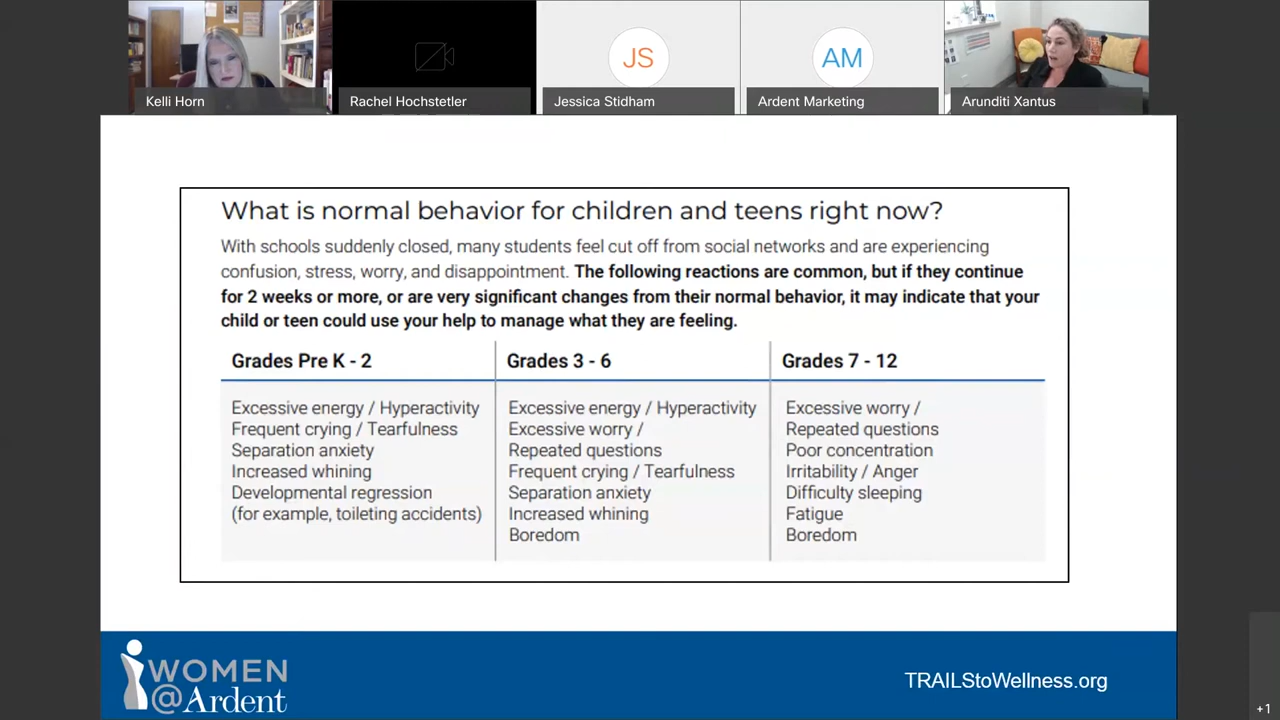 JS
AM
Kelli Horn
Rachel Hochstetler
Jessica Stidham
Ardent Marketing
Arunditi Xantus
What is normal behavior for children and teens right now?
With schools suddenly closed, many students feel cut off from social networks and are experiencing
confusion, stress, worry, and disappointment. The following reactions are common, but if they continue
for 2 weeks or more, or are very significant changes from their normal behavior, it may indicate that your
child or teen could use your help to manage what they are feeling.
Grades Pre K - 2
Excessive energy / Hyperactivity
Frequent crying / Tearfulness
Separation anxiety
Increased whining
Developmental regression
(for example, toileting accidents)
Grades 3 - 6
Excessive energy / Hyperactivity
Excessive worry /
Repeated questions
Frequent crying / Tearfulness
Separation anxiety
Increased whining
Boredom
Grades 7 - 12
Excessive worry /
Repeated questions
Poor concentration
Irritability / Anger
Difficulty sleeping
Fatigue
Boredom
WOMEN
@Ardent
TRAILStoWellness.org
+1